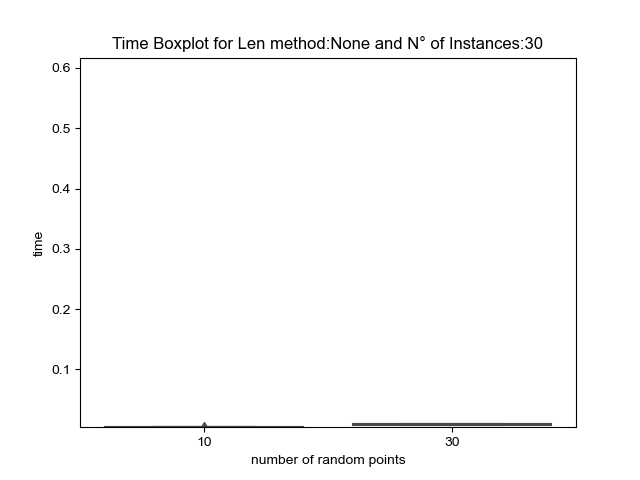 Time Boxplot for Len method:None and N° of Instances:30
0.6
0.5
0.4
0.3
0.2
0.1
time
10
30
number of random points